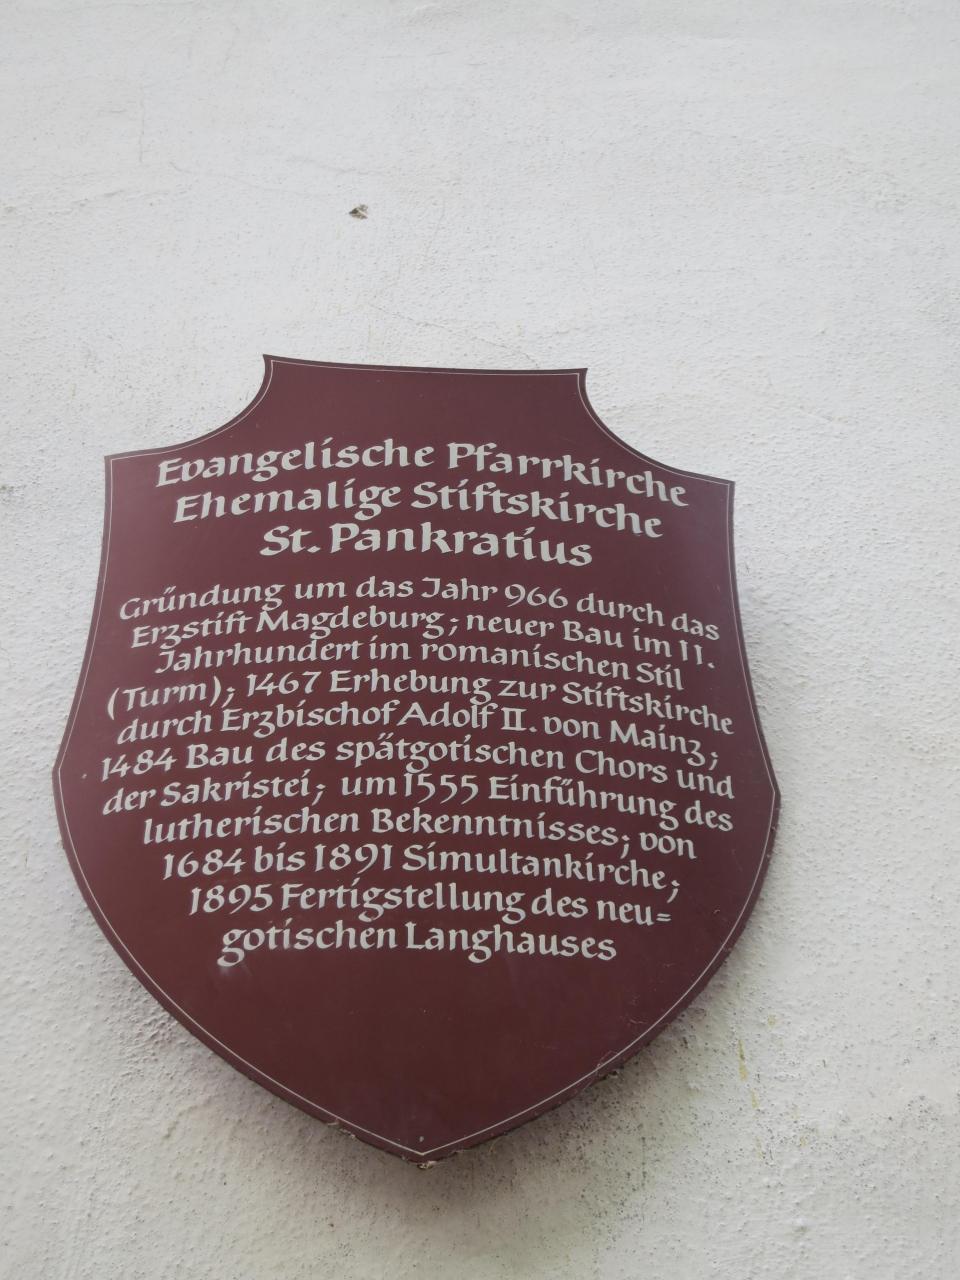 Evangelische Pfarrkirche
Ehemalige Stiftskirche
St. Pankratius
Gründung um das Jahr 966 durch das
Erzstift Magdeburg; neuer Bau im 11.
Jahrhundert im romanischen Stil
(Turm); 1467 Erhebung zur Stiftskirche
durch Erzbischof Adolf II. von Mainz;
1484 Bau des spätgotischen Chors und
der Sakristei; um 1555 Einführung des
lutherischen Bekenntnisses; von
1684 bis 1891 Simultankirche;
1895 Fertigstellung des neu=
gotischen Langhauses